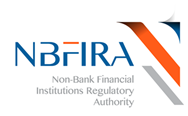 NBFIRA
Non-Bank Financial
Institutions Regulatory
Authority